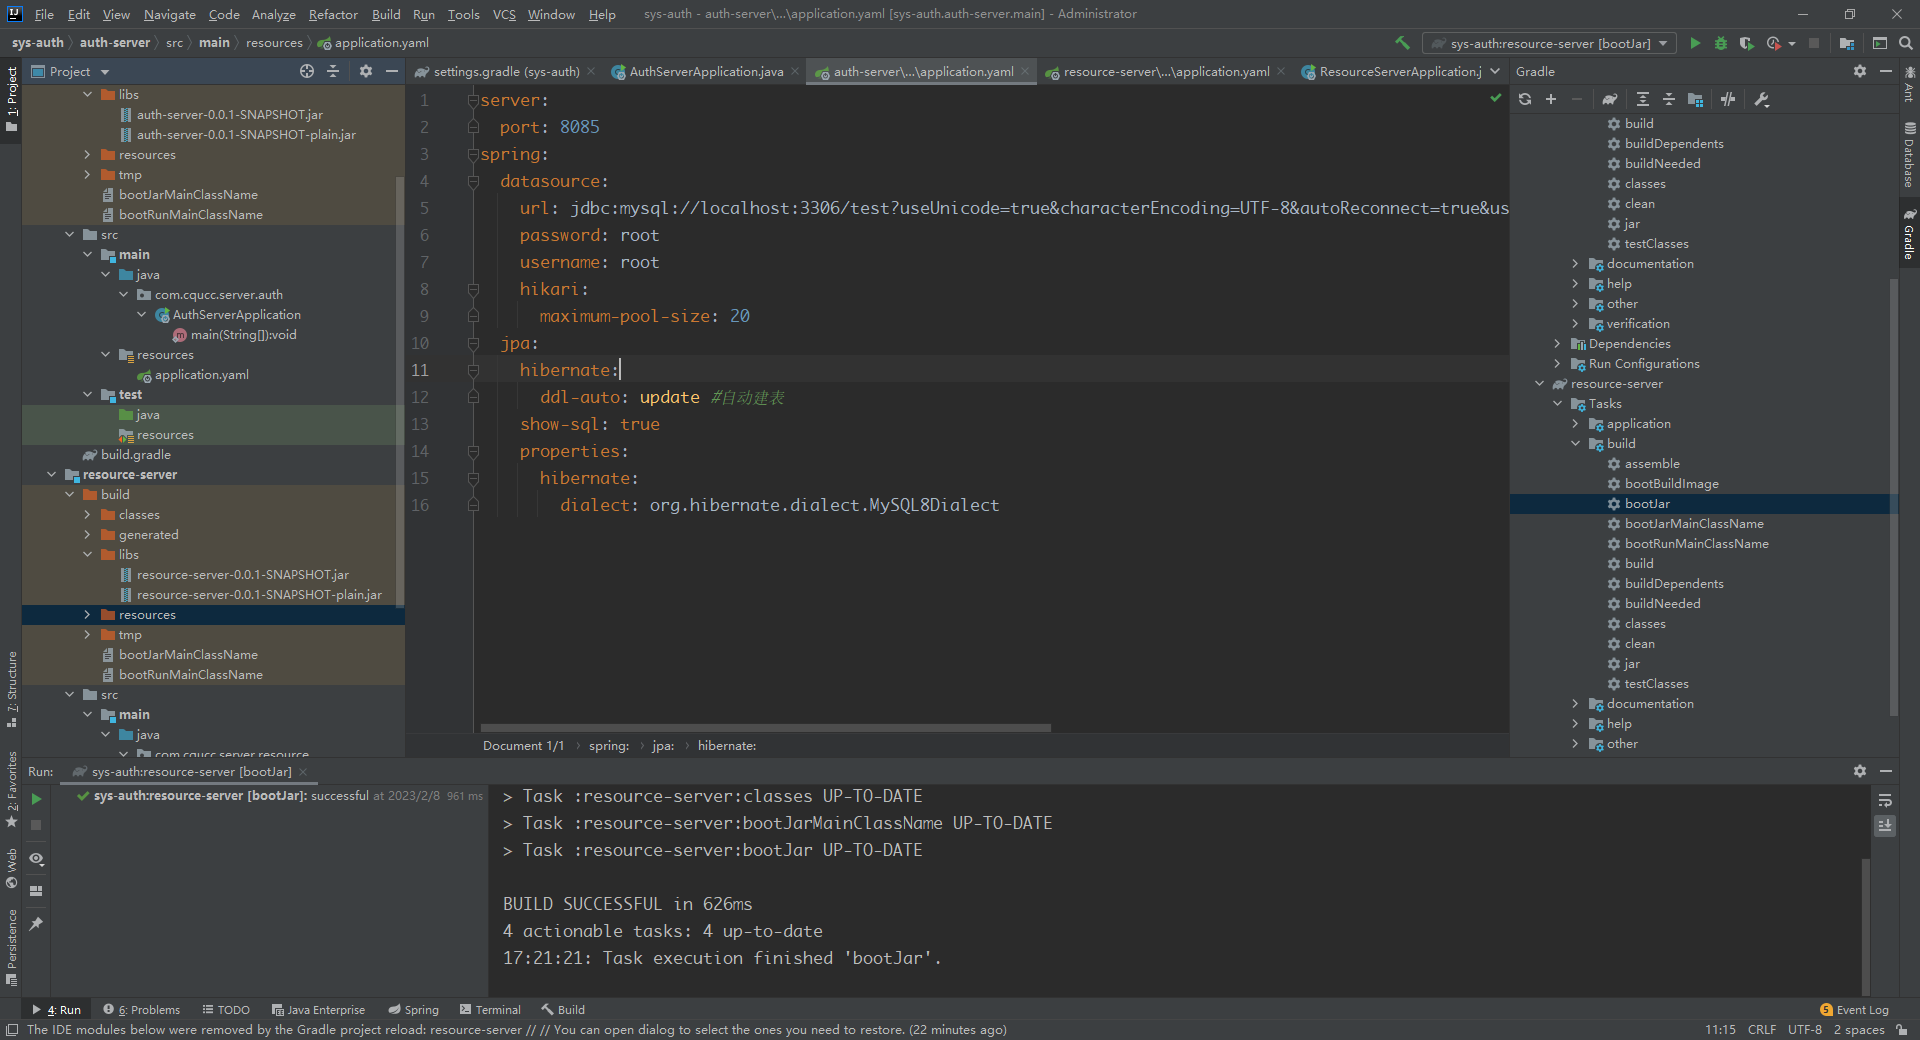 File Edit View Navigate Code Analyze Refactor Build Run Tools VCS Window Help sys-auth - auth-server\...\application.yaml [sys-auth.auth-server.main] - Administrator
sys-auth auth-server src main resources application.yaml sys-auth:resource-server [bootJar]
1: Project
7: Structure
2: Favorites
Web
Persistence
Project
libs
auth-server-0.0.1-SNAPSHOT.jar
auth-server-0.0.1-SNAPSHOT-plain.jar
resources
tmp
bootJarMainClassName
bootRunMainClassName
src
main
java
com.cqucc.server.auth
AuthServerApplication
main(String[]):void
resources
application.yaml
test
java
resources
build.gradle
resource-server
build
classes
generated
libs
resource-server-0.0.1-SNAPSHOT.jar
resource-server-0.0.1-SNAPSHOT-plain.jar
resources
tmp
bootJarMainClassName
bootRunMainClassName
src
main
java
com.cqucc.server.resource
settings.gradle (sys-auth) AuthServerApplication.java auth-server\...\application.yaml resource-server\...\application.yaml ResourceServerApplication.j
1 server:
2 port: 8085
3 spring:
4 datasource:
5 url: jdbc:mysql://localhost:3306/test?useUnicode=true&characterEncoding=UTF-8&autoReconnect=true&us
6 password: root
7 username: root
8 hikari:
9 maximum-pool-size: 20
10 jpa:
11 hibernate:
12 ddl-auto: update #自动建表
13 show-sql: true
14 properties:
15 hibernate:
16 dialect: org.hibernate.dialect.MySQL8Dialect
Document 1/1 spring: jpa: hibernate:
Gradle
build
buildDependents
buildNeeded
classes
clean
jar
testClasses
documentation
help
other
verification
Dependencies
Run Configurations
resource-server
Tasks
application
build
assemble
bootBuildImage
bootJar
bootJarMainClassName
bootRunMainClassName
build
buildDependents
buildNeeded
classes
clean
jar
testClasses
documentation
help
other
Ant
Database
Gradle
Run: sys-auth:resource-server [bootJar]
sys-auth:resource-server [bootJar]: successful at 2023/2/8 961 ms
> Task :resource-server:classes UP-TO-DATE
> Task :resource-server:bootJarMainClassName UP-TO-DATE
> Task :resource-server:bootJar UP-TO-DATE
BUILD SUCCESSFUL in 626ms
4 actionable tasks: 4 up-to-date
17:21:21: Task execution finished 'bootJar'.
4: Run 6: Problems TODO Java Enterprise Spring Terminal Build 5 Event Log
The IDE modules below were removed by the Gradle project reload: resource-server // // You can open dialog to select the ones you need to restore. (22 minutes ago) 11:15 CRLF UTF-8 2 spaces